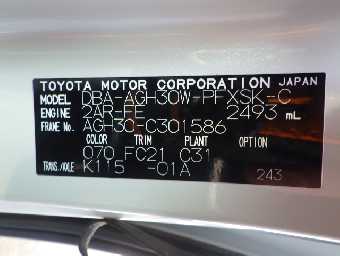 TOYOTA MOTOR CORPORATION JAPAN
MODEL DBA-AGH30W-PFXSK-C
ENGINE 2AR-FE 2493 mL
FRAME No. AGH30-C301586
COLOR TRIM PLANT OPTION
070 FC21 C31
TRANS./AXLE K115 -01A 243